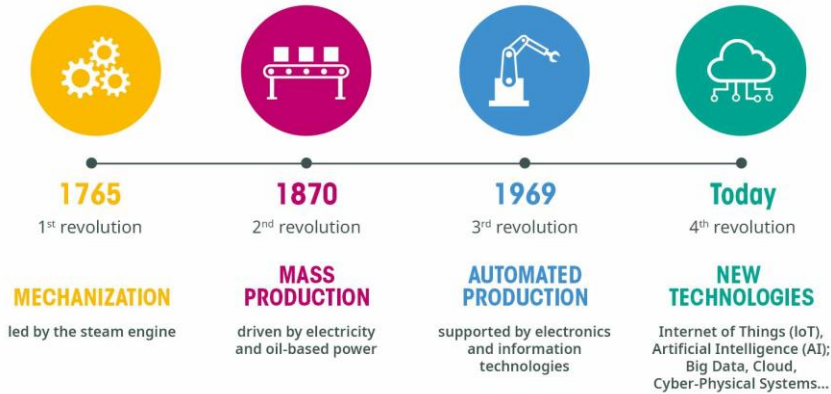 1765
1st revolution
MECHANIZATION
led by the steam engine
1870
2nd revolution
MASS
PRODUCTION
driven by electricity
and oil-based power
1969
3rd revolution
AUTOMATED
PRODUCTION
supported by electronics
and information
technologies
Today
4th revolution
NEW
TECHNOLOGIES
Internet of Things (IoT),
Artificial Intelligence (AI);
Big Data, Cloud,
Cyber-Physical Systems...